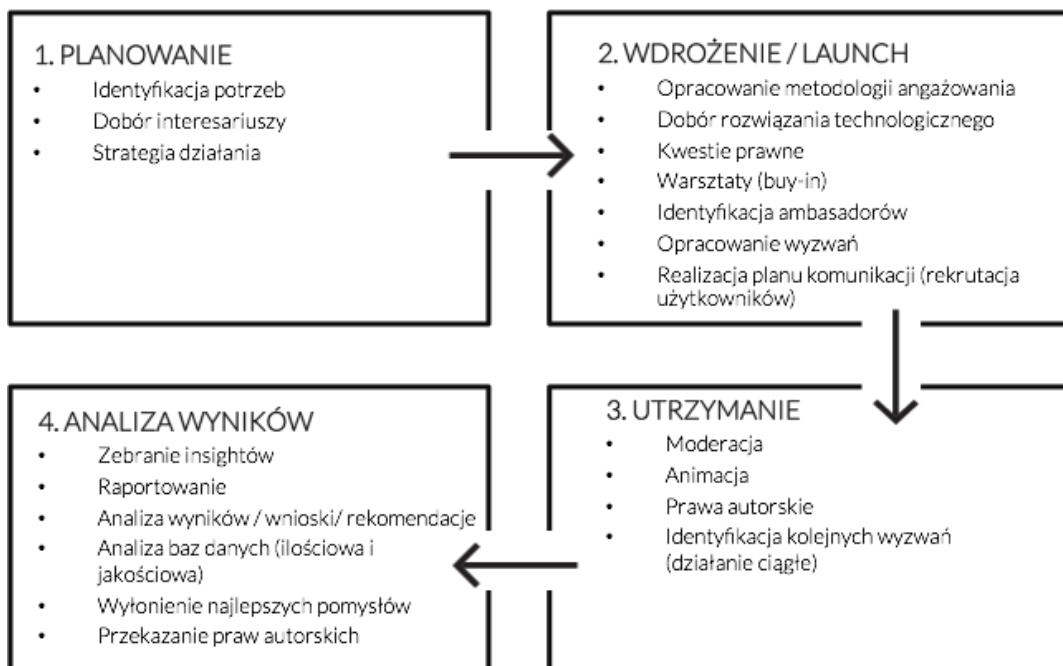 1. PLANOWANIE
• Identyfikacja potrzeb
• Dobór interesariuszy
• Strategia działania
2. WDROŻENIE / LAUNCH
• Opracowanie metodologii angażowania
• Dobór rozwiązania technologicznego
• Kwestie prawne
• Warsztaty (buy-in)
• Identyfikacja ambasadorów
• Opracowanie wyzwań
• Realizacja planu komunikacji (rekrutacja
użytkowników)
3. UTRZYMANIE
• Moderacja
• Animacja
• Prawa autorskie
• Identyfikacja kolejnych wyzwań
(działanie ciągłe)
4. ANALIZA WYNIKÓW
• Zebranie insightów
• Raportowanie
• Analiza wyników / wnioski/ rekomendacje
• Analiza baz danych (ilościowa i
jakościowa)
• Wyłonienie najlepszych pomysłów
• Przekazanie praw autorskich